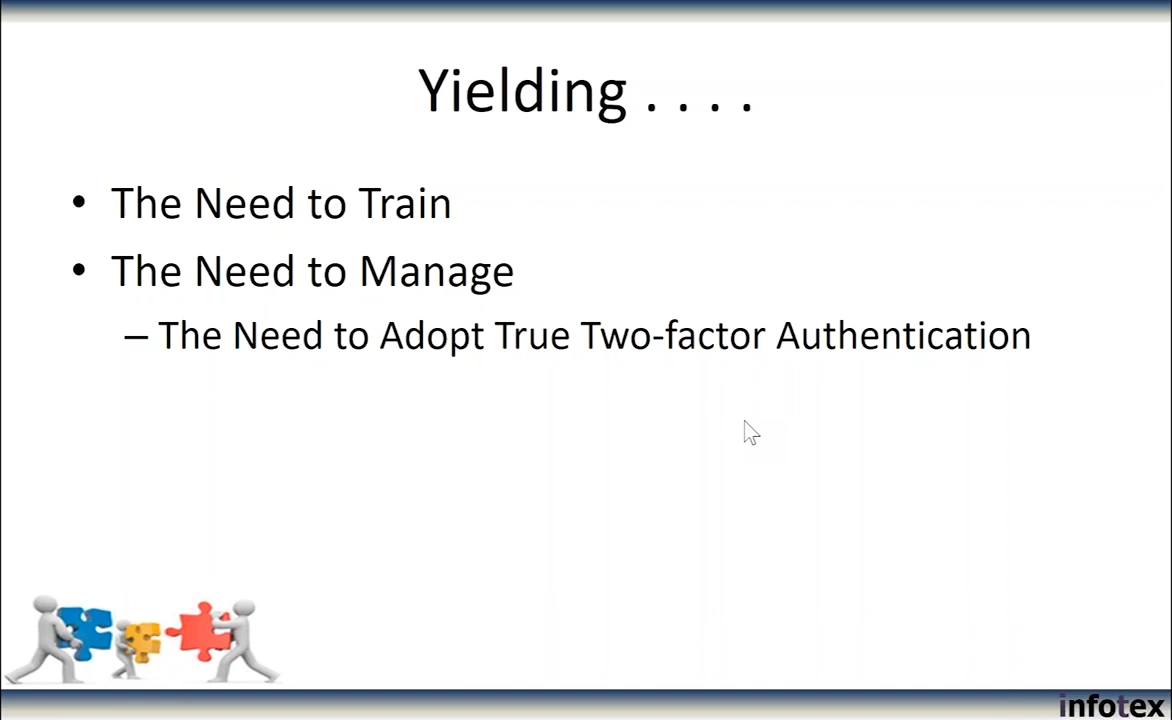 Yielding . . . .
• The Need to Train
• The Need to Manage
– The Need to Adopt True Two-factor Authentication
infotex